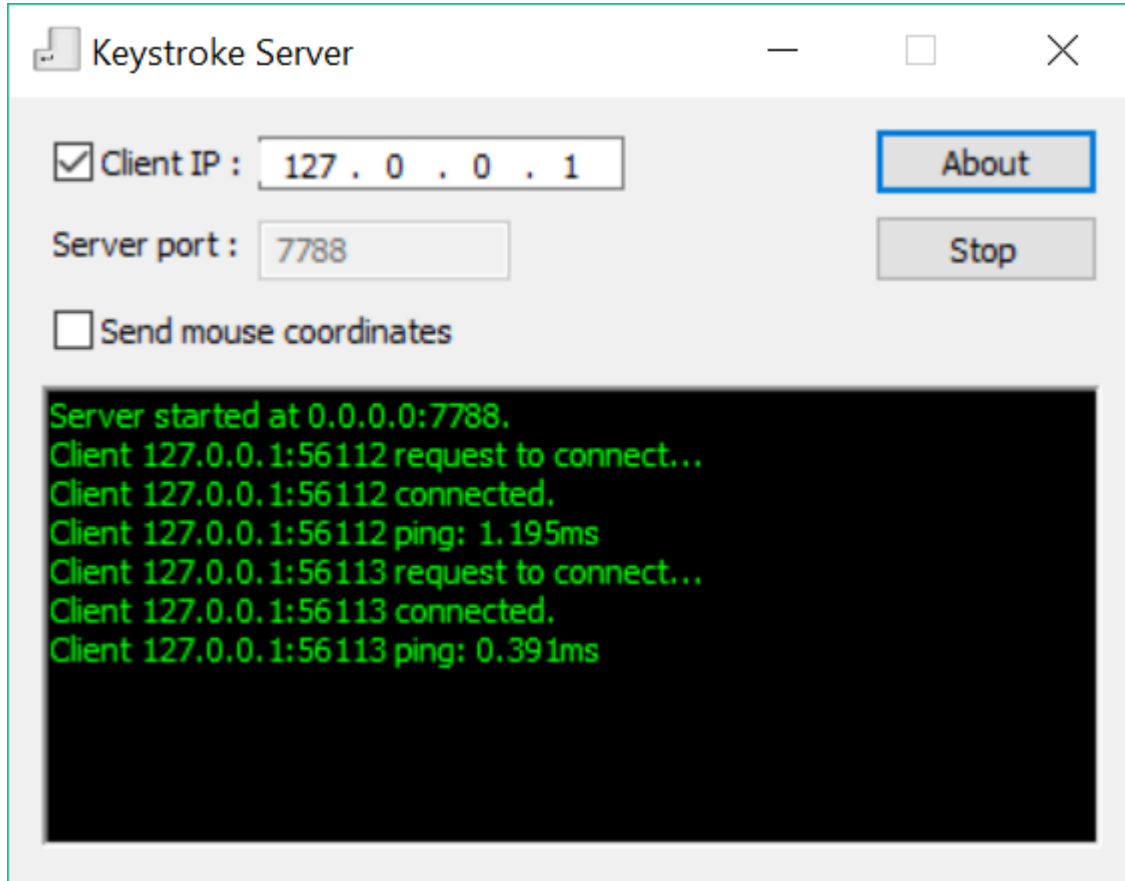 Keystroke Server
Client IP : 127 . 0 . 0 . 1
About
Server port : 7788
Stop
Send mouse coordinates
Server started at 0.0.0.0:7788.
Client 127.0.0.1:56112 request to connect...
Client 127.0.0.1:56112 connected.
Client 127.0.0.1:56112 ping: 1.195ms
Client 127.0.0.1:56113 request to connect...
Client 127.0.0.1:56113 connected.
Client 127.0.0.1:56113 ping: 0.391ms